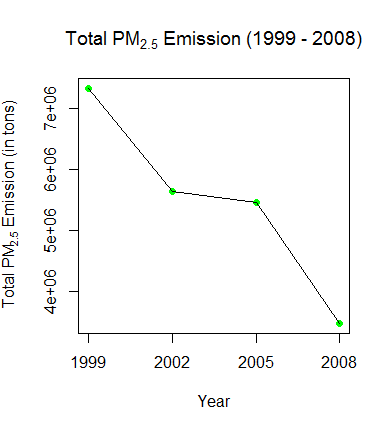 Total PM2.5 Emission (1999 - 2008)
Total PM2.5 Emission (in tons)
7e+06
6e+06
5e+06
4e+06
1999 2002 2005 2008
Year